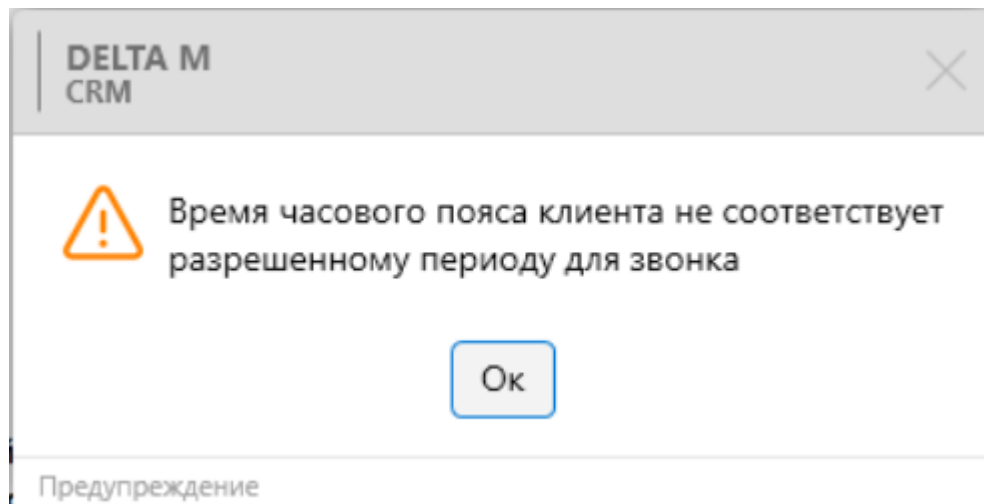 DELTA M
CRM
Время часового пояса клиента не соответствует
разрешенному периоду для звонка
Ок
Предупреждение